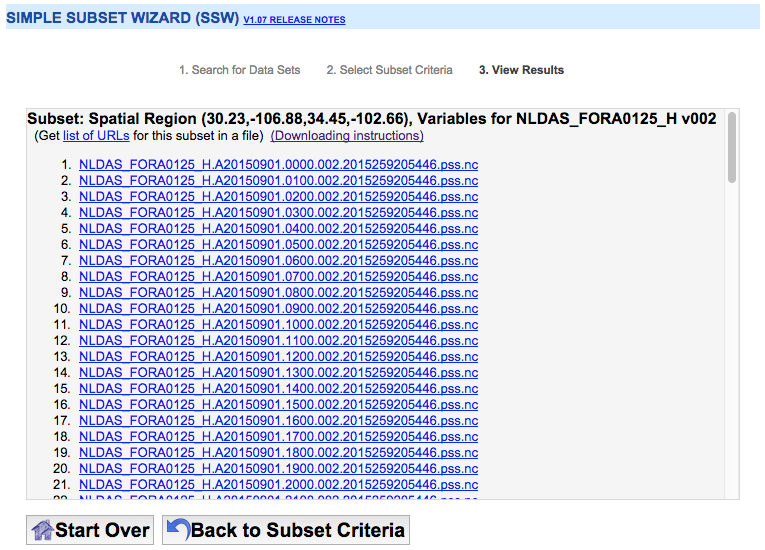 SIMPLE SUBSET WIZARD (SSW) V1.07 RELEASE NOTES
1. Search for Data Sets 2. Select Subset Criteria 3. View Results
Subset: Spatial Region (30.23,-106.88,34.45,-102.66), Variables for NLDAS_FORA0125_H v002
(Get list of URLs for this subset in a file) (Downloading instructions)
1. NLDAS_FORA0125_H.A20150901.0000.002.2015259205446.pss.nc
2. NLDAS_FORA0125_H.A20150901.0100.002.2015259205446.pss.nc
3. NLDAS_FORA0125_H.A20150901.0200.002.2015259205446.pss.nc
4. NLDAS_FORA0125_H.A20150901.0300.002.2015259205446.pss.nc
5. NLDAS_FORA0125_H.A20150901.0400.002.2015259205446.pss.nc
6. NLDAS_FORA0125_H.A20150901.0500.002.2015259205446.pss.nc
7. NLDAS_FORA0125_H.A20150901.0600.002.2015259205446.pss.nc
8. NLDAS_FORA0125_H.A20150901.0700.002.2015259205446.pss.nc
9. NLDAS_FORA0125_H.A20150901.0800.002.2015259205446.pss.nc
10. NLDAS_FORA0125_H.A20150901.0900.002.2015259205446.pss.nc
11. NLDAS_FORA0125_H.A20150901.1000.002.2015259205446.pss.nc
12. NLDAS_FORA0125_H.A20150901.1100.002.2015259205446.pss.nc
13. NLDAS_FORA0125_H.A20150901.1200.002.2015259205446.pss.nc
14. NLDAS_FORA0125_H.A20150901.1300.002.2015259205446.pss.nc
15. NLDAS_FORA0125_H.A20150901.1400.002.2015259205446.pss.nc
16. NLDAS_FORA0125_H.A20150901.1500.002.2015259205446.pss.nc
17. NLDAS_FORA0125_H.A20150901.1600.002.2015259205446.pss.nc
18. NLDAS_FORA0125_H.A20150901.1700.002.2015259205446.pss.nc
19. NLDAS_FORA0125_H.A20150901.1800.002.2015259205446.pss.nc
20. NLDAS_FORA0125_H.A20150901.1900.002.2015259205446.pss.nc
21. NLDAS_FORA0125_H.A20150901.2000.002.2015259205446.pss.nc
Start Over Back to Subset Criteria